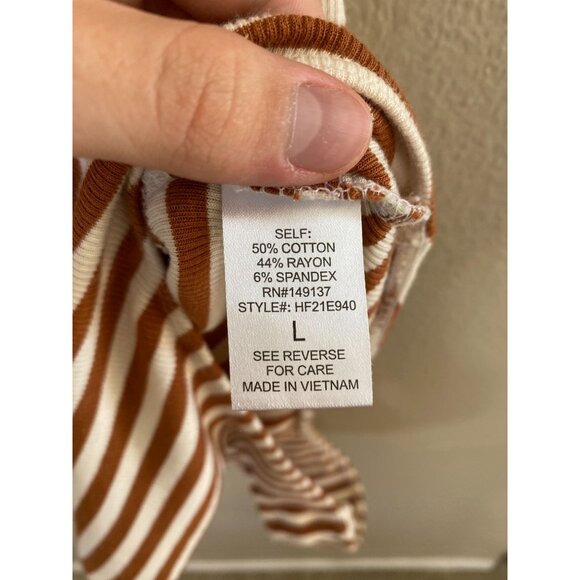 SELF:
50% COTTON
44% RAYON
6% SPANDEX
RN#149137
STYLE#: HF21E940
L
SEE REVERSE
FOR CARE
MADE IN VIETNAM